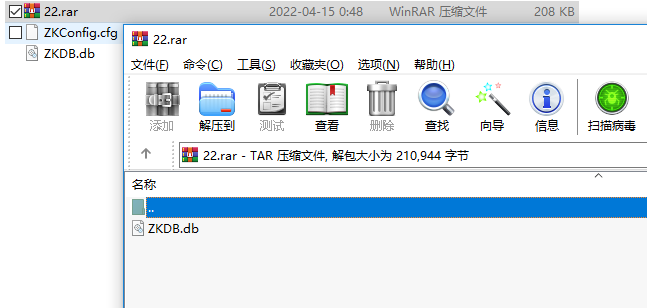 22.rar 2022-04-15 0:48 WinRAR 压缩文件 208 KB
ZKConfig.cfg
ZKDB.db
22.rar
文件(F) 命令(C) 工具(S) 收藏夹(O) 选项(N) 帮助(H)
添加 解压到 测试 查看 删除 查找 向导 信息 扫描病毒
22.rar - TAR 压缩文件, 解包大小为 210,944 字节
名称
..
ZKDB.db